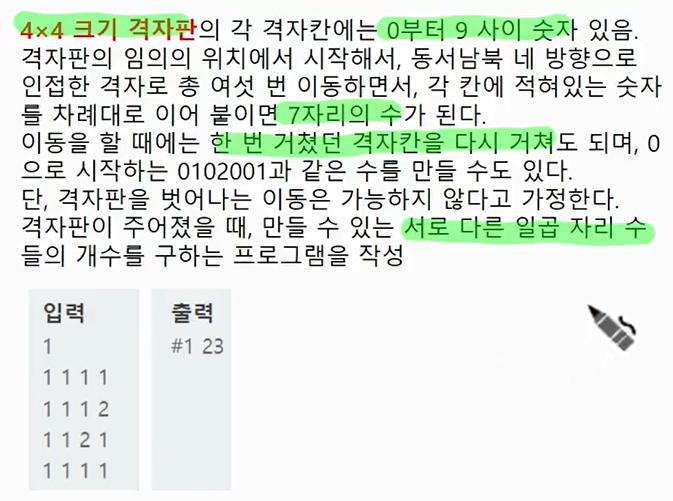 4×4 크기 격자판의 각 격자칸에는 0부터 9 사이 숫자 있음.
격자판의 임의의 위치에서 시작해서, 동서남북 네 방향으로
인접한 격자로 총 여섯 번 이동하면서, 각 칸에 적혀있는 숫자
를 차례대로 이어 붙이면 7자리의 수가 된다.
이동을 할 때에는 한 번 거쳤던 격자칸을 다시 거쳐도 되며, 0
으로 시작하는 0102001과 같은 수를 만들 수도 있다.
단, 격자판을 벗어나는 이동은 가능하지 않다고 가정한다.
격자판이 주어졌을 때, 만들 수 있는 서로 다른 일곱 자리 수
들의 개수를 구하는 프로그램을 작성
입력
1
1 1 1 1
1 1 1 2
1 1 2 1
1 1 1 1
출력
#1 23